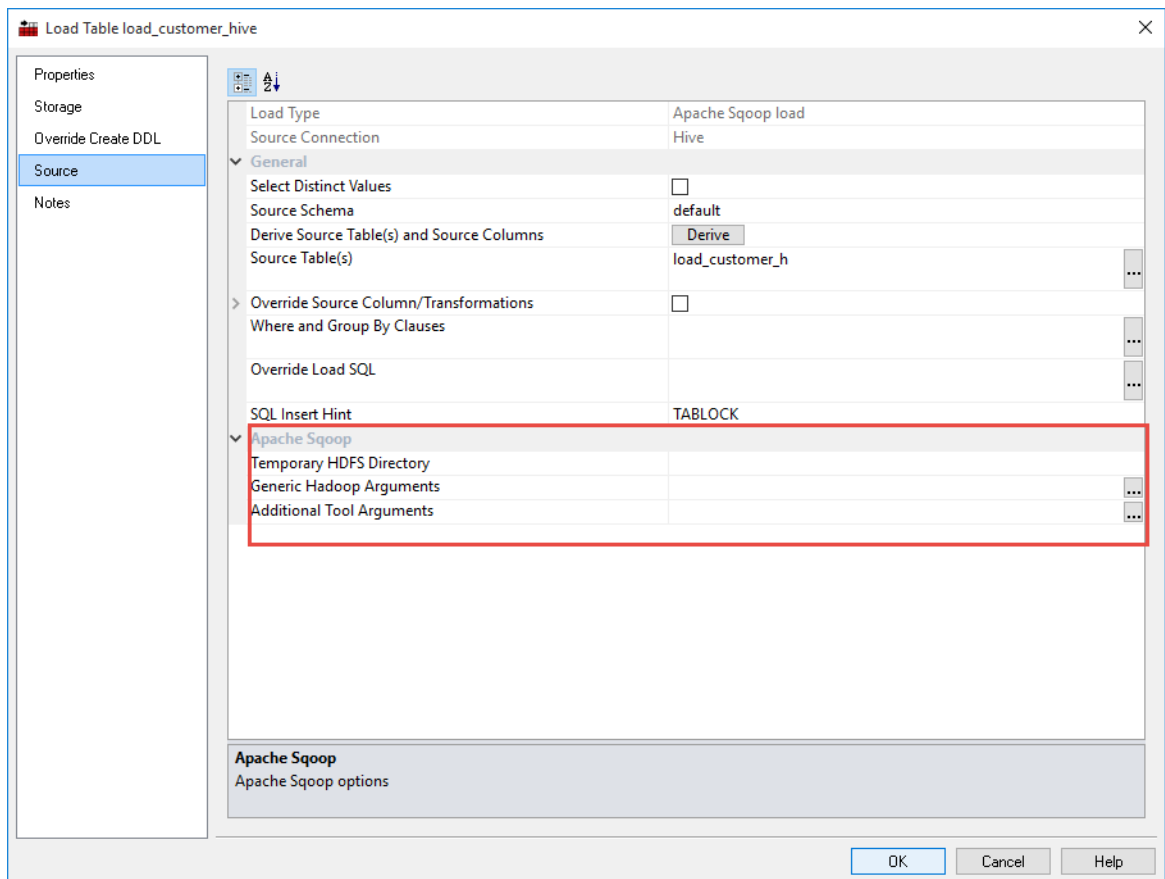 Load Table load_customer_hive
Properties
Storage
Override Create DDL
Source
Notes
Load Type Apache Sqoop load
Source Connection Hive
General
Select Distinct Values
Source Schema default
Derive Source Table(s) and Source Columns Derive
Source Table(s) load_customer_h
...
Override Source Column/Transformations
Where and Group By Clauses
...
Override Load SQL
...
SQL Insert Hint TABLOCK
Apache Sqoop
Temporary HDFS Directory
Generic Hadoop Arguments ...
Additional Tool Arguments ...
Apache Sqoop
Apache Sqoop options
OK Cancel Help